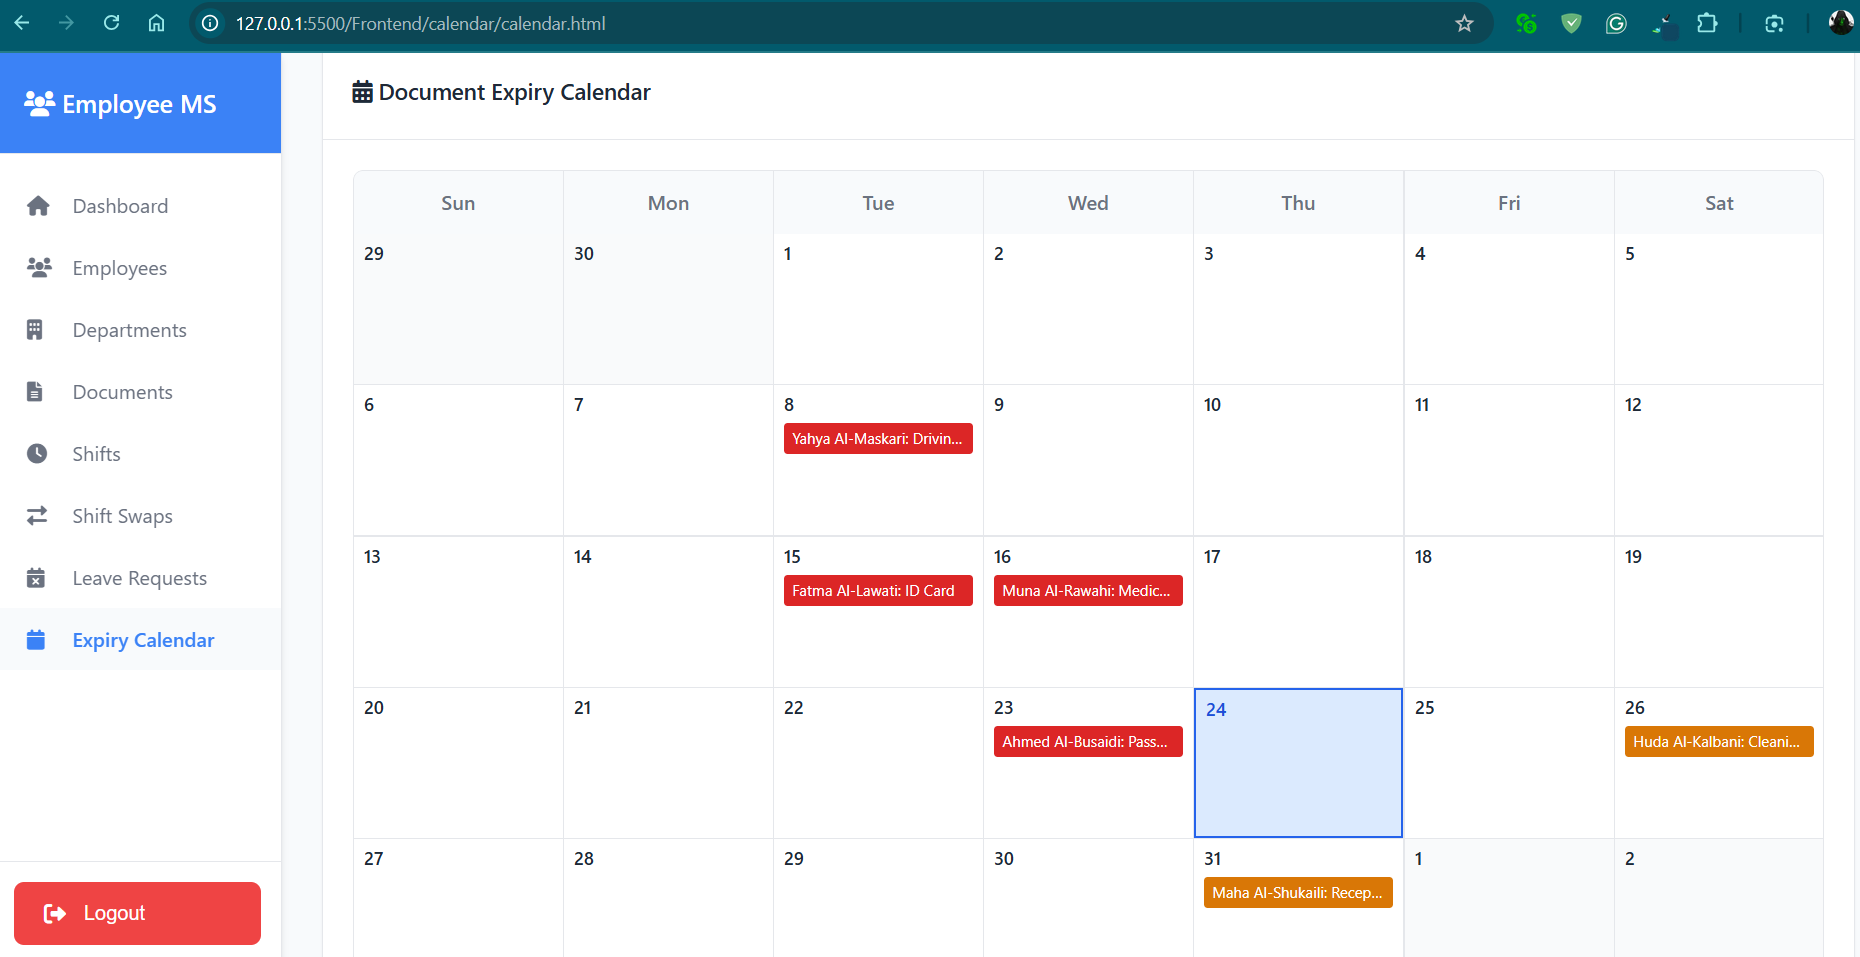 127.0.0.1:5500/Frontend/calendar/calendar.html
Employee MS
Dashboard
Employees
Departments
Documents
Shifts
Shift Swaps
Leave Requests
Expiry Calendar
Logout
Document Expiry Calendar
Sun Mon Tue Wed Thu Fri Sat
29 30 1 2 3 4 5
6 7 8 9 10 11 12
Yahya Al-Maskari: Drivin...
13 14 15 16 17 18 19
Fatma Al-Lawati: ID Card Muna Al-Rawahi: Medic...
20 21 22 23 24 25 26
Ahmed Al-Busaidi: Pass... Huda Al-Kalbani: Cleani...
27 28 29 30 31 1 2
Maha Al-Shukaili: Recep...